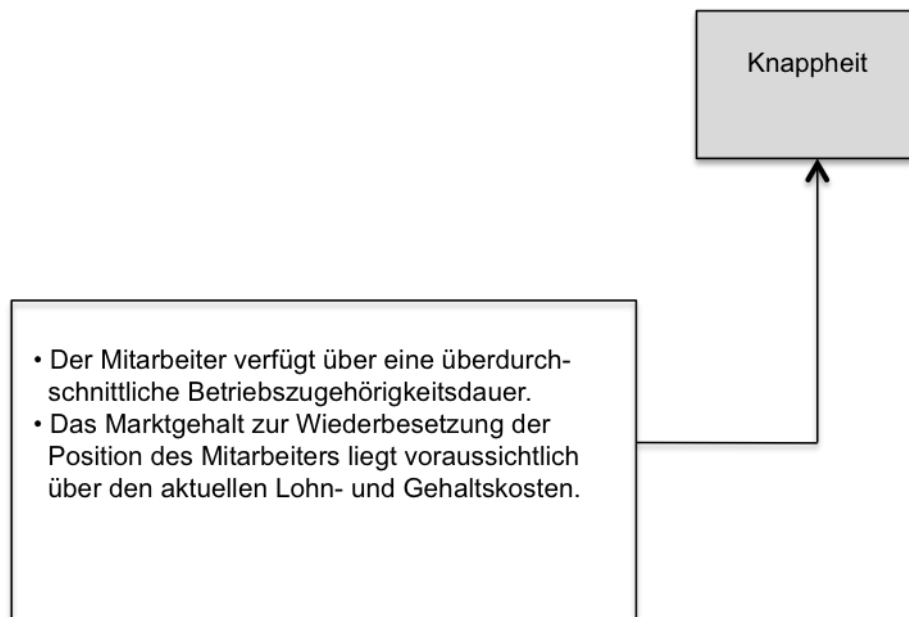 Knappheit
• Der Mitarbeiter verfügt über eine überdurch-
schnittliche Betriebszugehörigkeitsdauer.
• Das Marktgehalt zur Wiederbesetzung der
Position des Mitarbeiters liegt voraussichtlich
über den aktuellen Lohn- und Gehaltskosten.